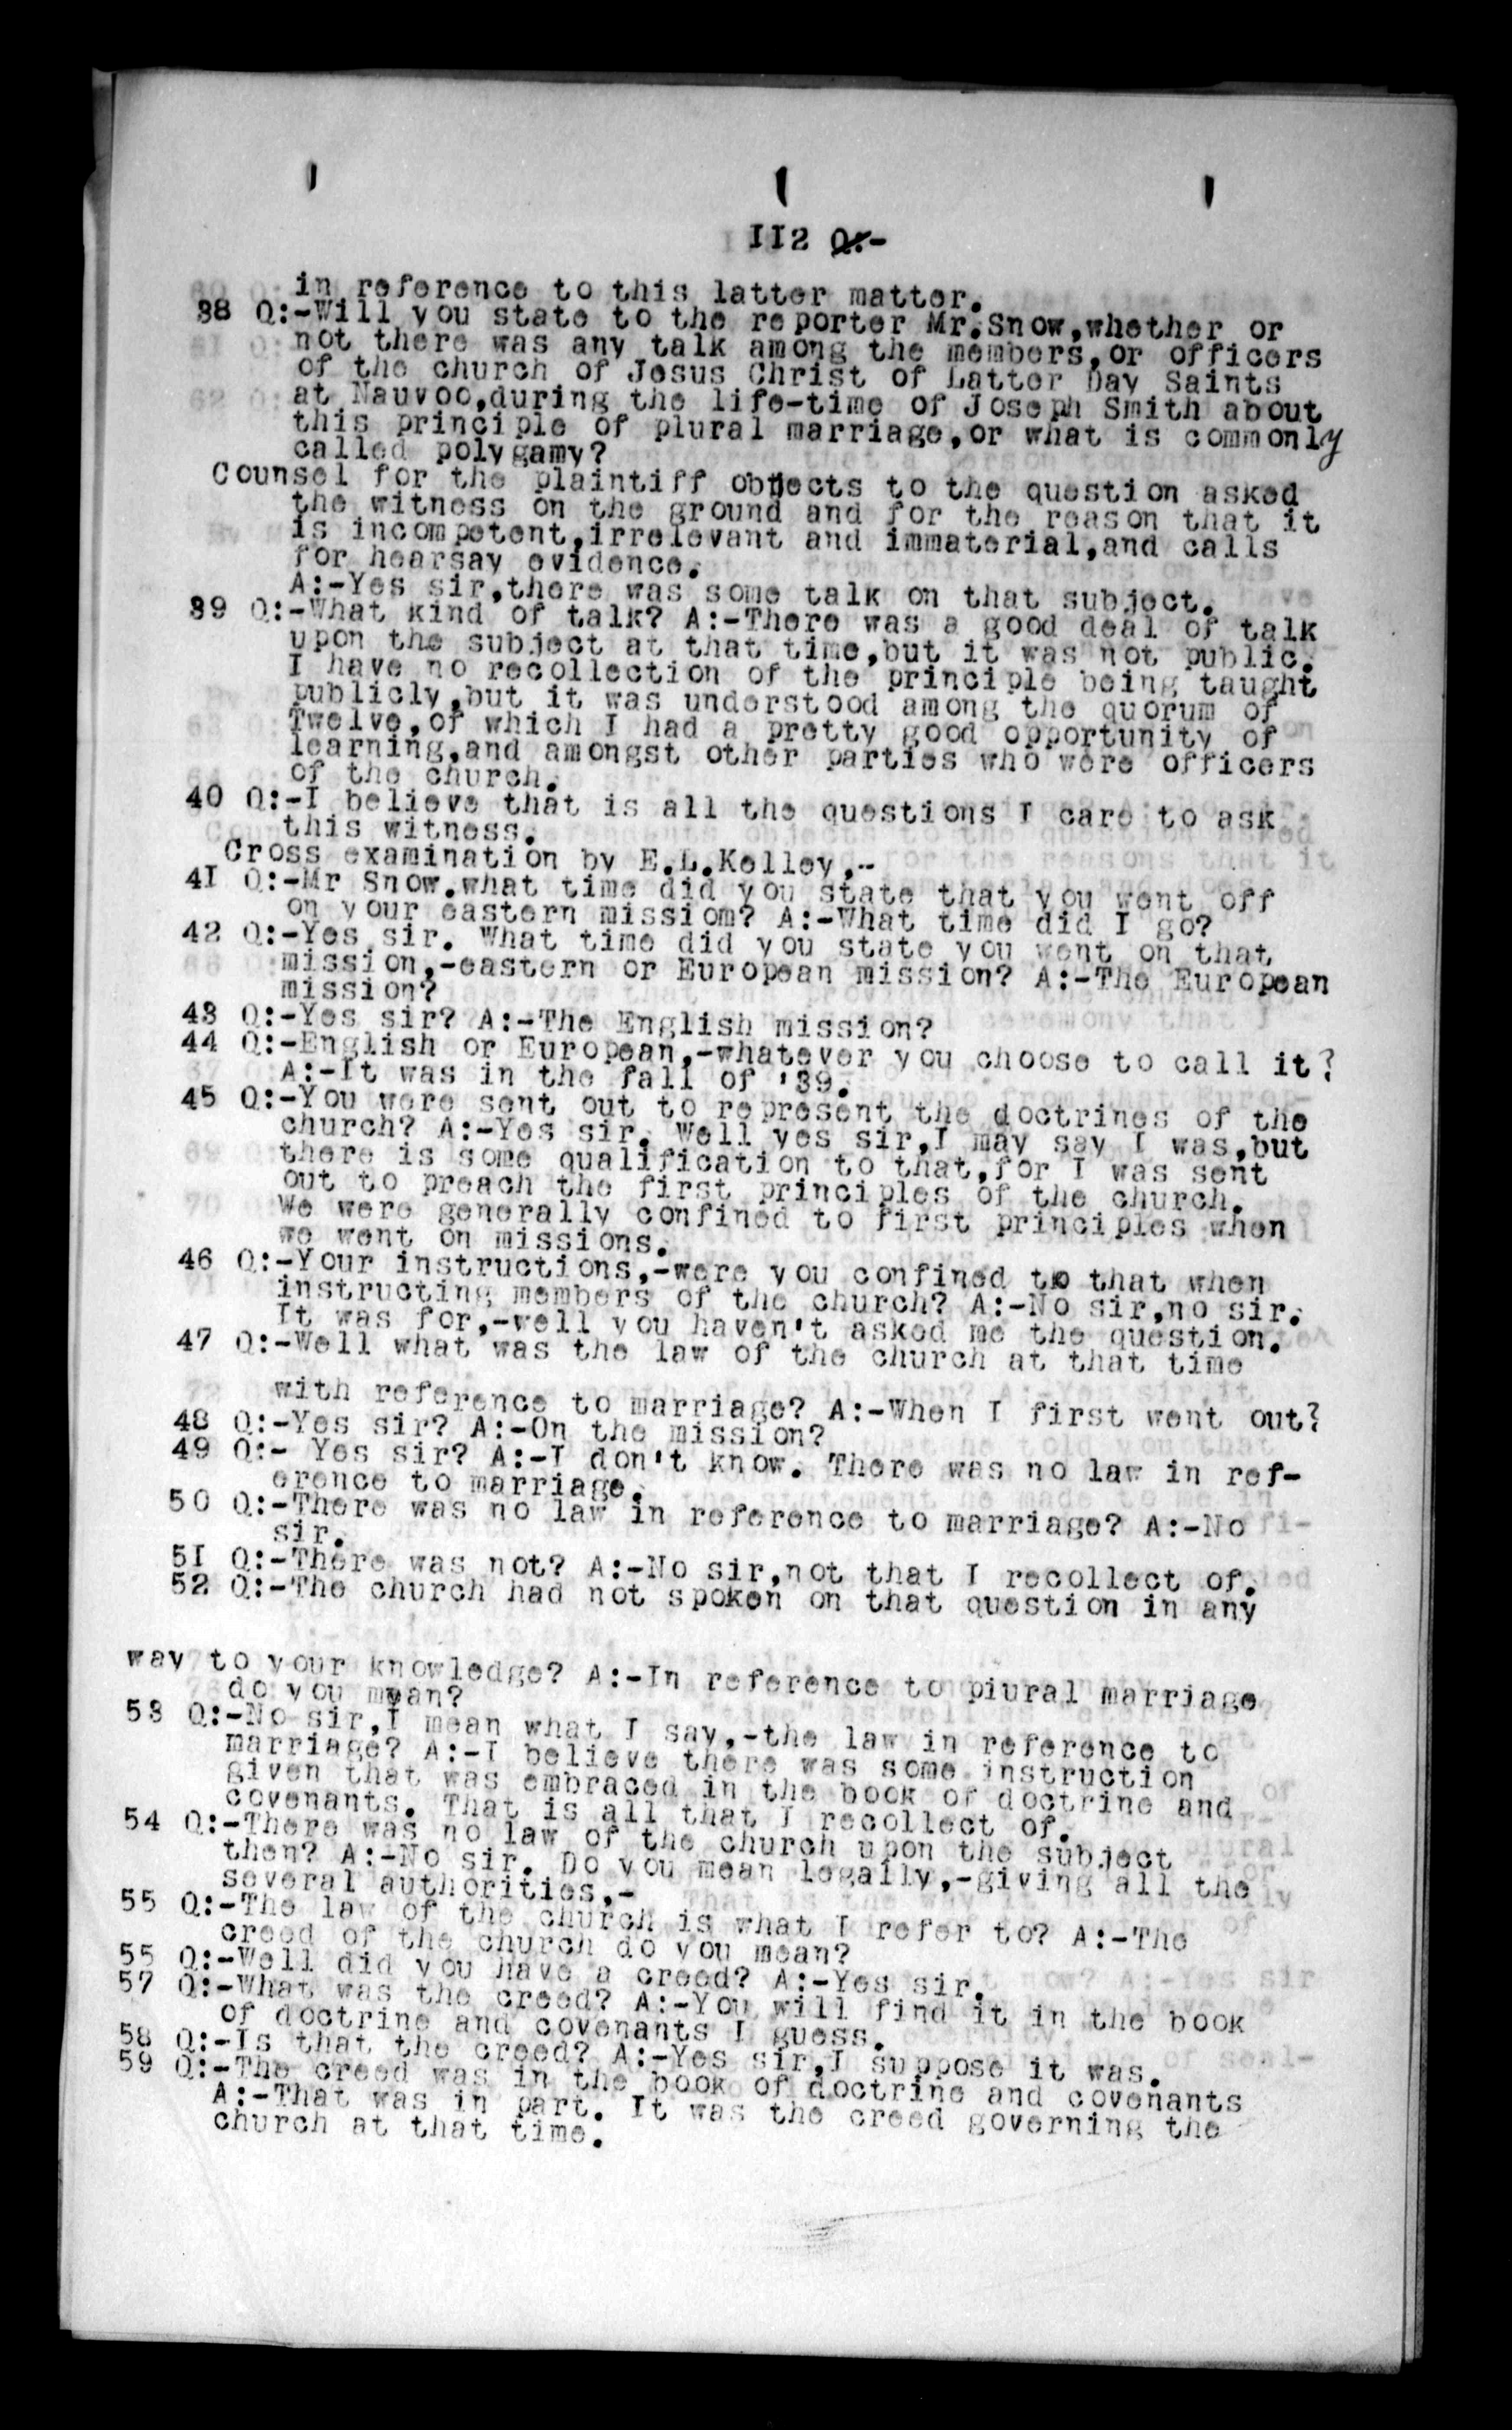 112 Q:-
in reference to this latter matter.
38 Q:-Will you state to the reporter Mr.Snow,whether or
not there was any talk among the members,or officers
of the church of Jesus Christ of Latter Day Saints
at Nauvoo,during the life-time of Joseph Smith about
this principle of plural marriage,or what is commonly
called polygamy?
Counsel for the plaintiff objects to the question asked
the witness on the ground and for the reason that it
is incompetent,irrelevant and immaterial,and calls
for hearsay evidence.
A:-Yes sir,there was some talk on that subject.
39 Q:-What kind of talk? A:-There was a good deal of talk
upon the subject at that time,but it was not public.
I have no recollection of the principle being taught
publicly,but it was understood among the quorum of
Twelve,of which I had a pretty good opportunity of
learning,and amongst other parties who were officers
of the church.
40 Q:-I believe that is all the questions I care to ask
this witness.
Cross examination by E.L.Kelley,-
41 Q:-Mr Snow.what time did you state that you went off
on your eastern missiom? A:-What time did I go?
42 Q:-Yes sir. What time did you state you went on that
mission,-eastern or European mission? A:-The European
mission?
43 Q:-Yes sir? A:-The English mission?
44 Q:-English or European,-whatever you choose to call it?
A:-It was in the fall of '39.
45 Q:-You were sent out to represent the doctrines of the
church? A:-Yes sir. Well yes sir,I may say I was,but
there is some qualification to that,for I was sent
out to preach the first principles of the church.
We were generally confined to first principles when
we went on missions.
46 Q:-Your instructions,-were you confined to that when
instructing members of the church? A:-No sir,no sir.
It was for,-well you haven't asked me the question.
47 Q:-Well what was the law of the church at that time
with reference to marriage? A:-When I first went out?
48 Q:-Yes sir? A:-On the mission?
49 Q:- Yes sir? A:-I don't know. There was no law in ref-
erence to marriage.
50 Q:-There was no law in reference to marriage? A:-No
sir.
51 Q:-There was not? A:-No sir,not that I recollect of.
52 Q:-The church had not spoken on that question in any
way to your knowledge? A:-In reference to piural marriage
do you mean?
53 Q:-No sir,I mean what I say,-the law in reference to
marriage? A:-I believe there was some instruction
given that was embraced in the book of doctrine and
covenants. That is all that I recollect of.
54 Q:-There was no law of the church upon the subject
then? A:-No sir. Do you mean legally,-giving all the
several authorities,-
55 Q:-The law of the church is what I refer to? A:-The
creed of the church do you mean?
55 Q:-Well did you have a creed? A:-Yes sir.
57 Q:-What was the creed? A:-You will find it in the book
of doctrine and covenants I guess.
58 Q:-Is that the creed? A:-Yes sir,I suppose it was.
59 Q:-The creed was in the book of doctrine and covenants
A:-That was in part. It was the creed governing the
church at that time.